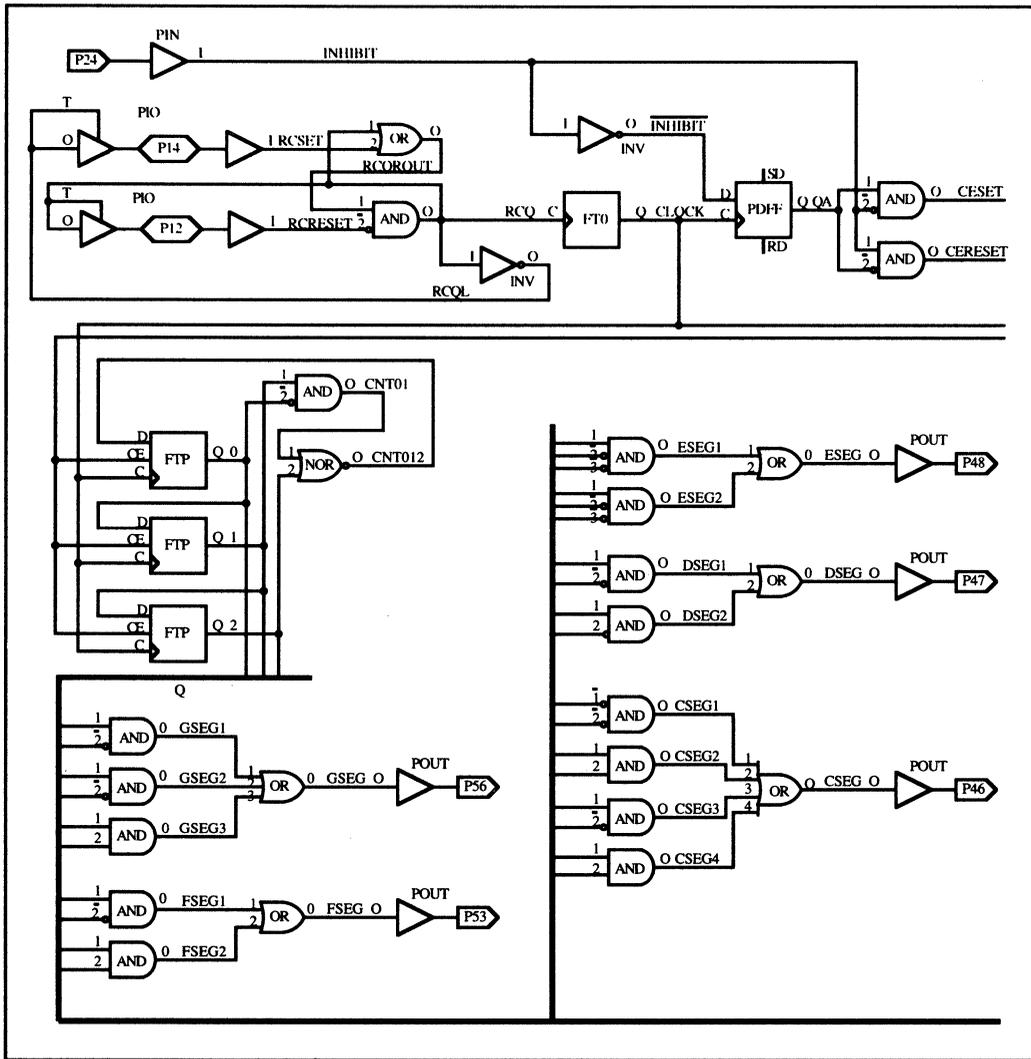 PIN
P24 1 INHIBIT
T PIO
O P14 1 RCSET
1 2 OR O
RCOROUT
1 O INHIBIT
INV
T PIO
O P12 1 RCRESET
1 2 AND O
RCQ C FT0 Q CLOCK
SD
D C PDFF Q QA
RD
1 2 AND O CESET
1 2 AND O CERESET
1 O
INV
RCQL
1 2 AND O CNT01
1 2 NOR O CNT012
D CE C FTP Q 0
D CE C FTP Q 1
D CE C FTP Q 2
Q
1 2 AND 0 GSEG1
1 2 AND 0 GSEG2
1 2 AND 0 GSEG3
1 2 3 OR 0 GSEG O
POUT
P56
1 2 AND 0 FSEG1
1 2 AND 0 FSEG2
1 2 OR 0 FSEG O
POUT
P53
1 2 3 AND O ESEG1
1 2 3 AND O ESEG2
1 2 OR 0 ESEG O
POUT
P48
1 2 AND O DSEG1
1 2 AND O DSEG2
1 2 OR 0 DSEG O
POUT
P47
1 2 AND O CSEG1
1 2 AND O CSEG2
1 2 AND O CSEG3
1 2 AND O CSEG4
1 2 3 4 OR O CSEG O
POUT
P46